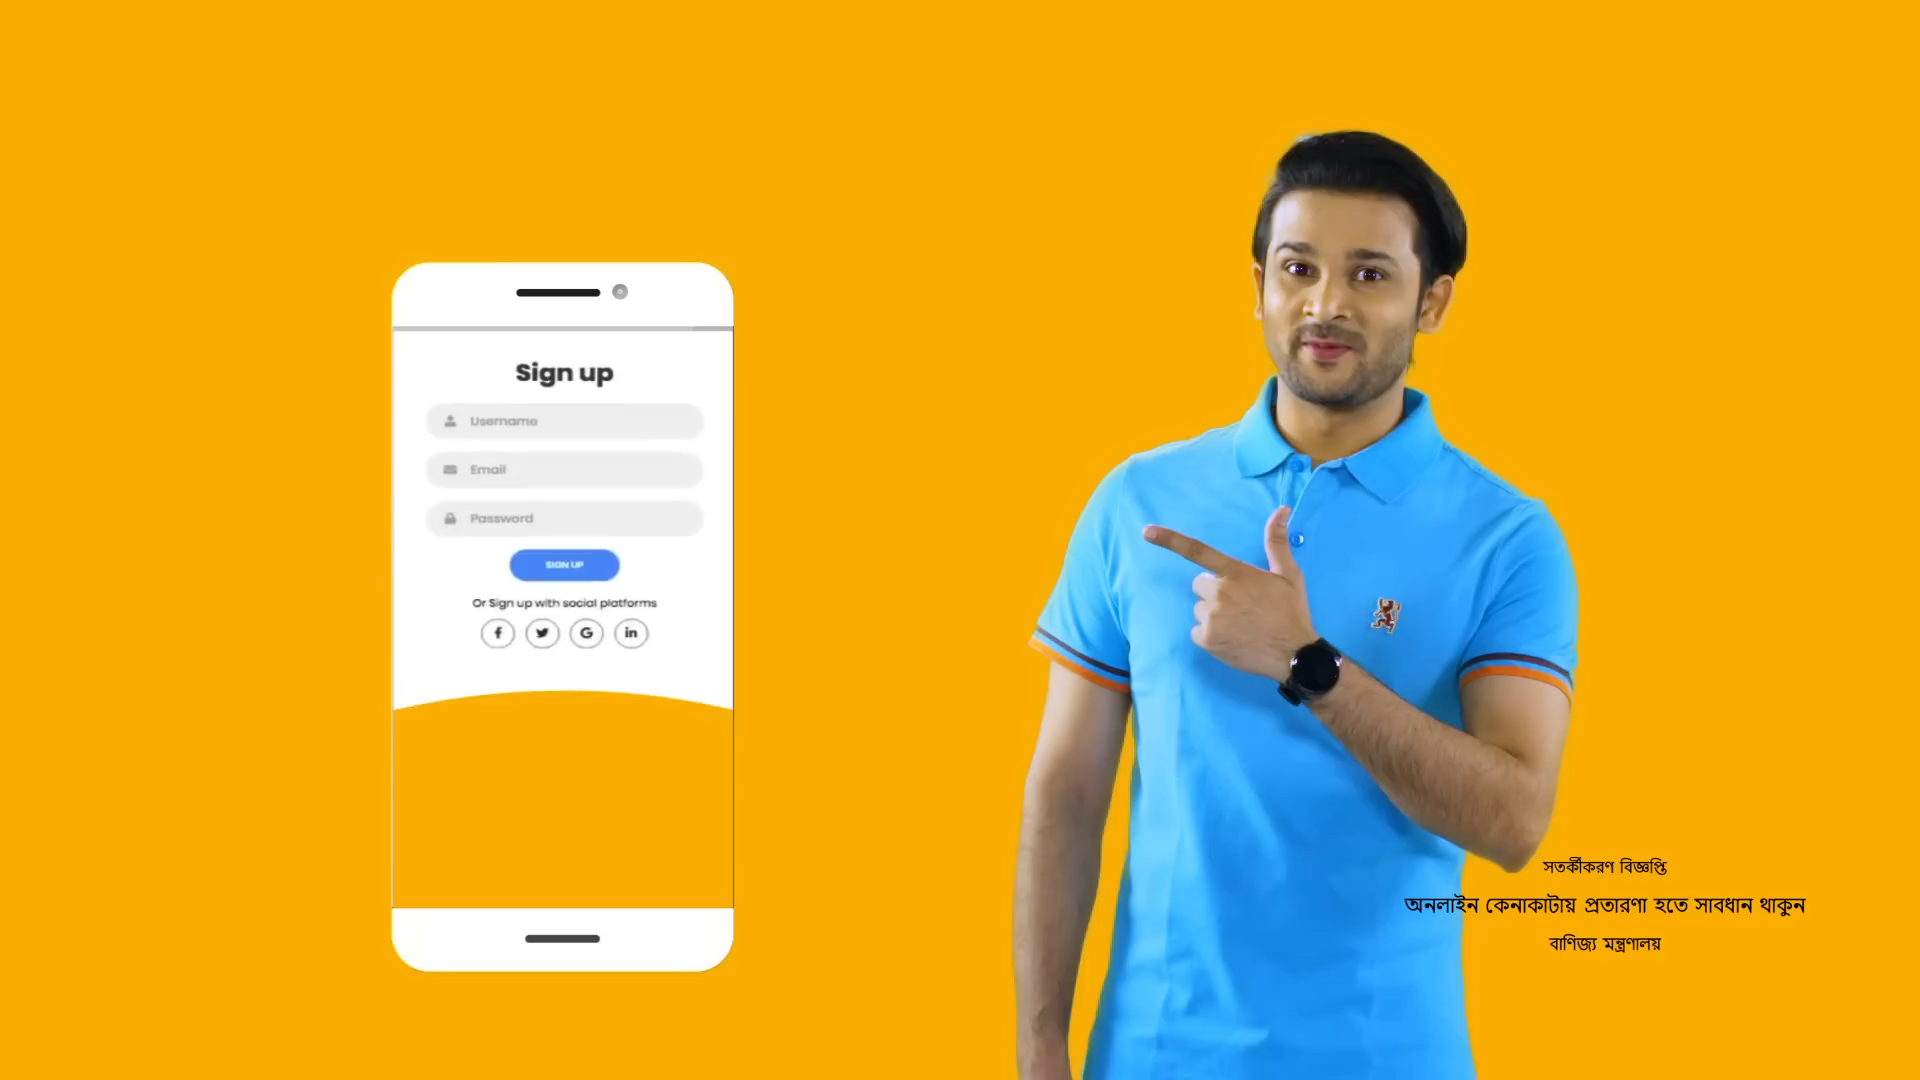 Sign up
Username
Email
Password
SIGN UP
Or Sign up with social platforms
f G in
সতর্কীকরণ বিজ্ঞপ্তি
অনলাইন কেনাকাটায় প্রতারণা হতে সাবধান থাকুন
বাণিজ্য মন্ত্রণালয়